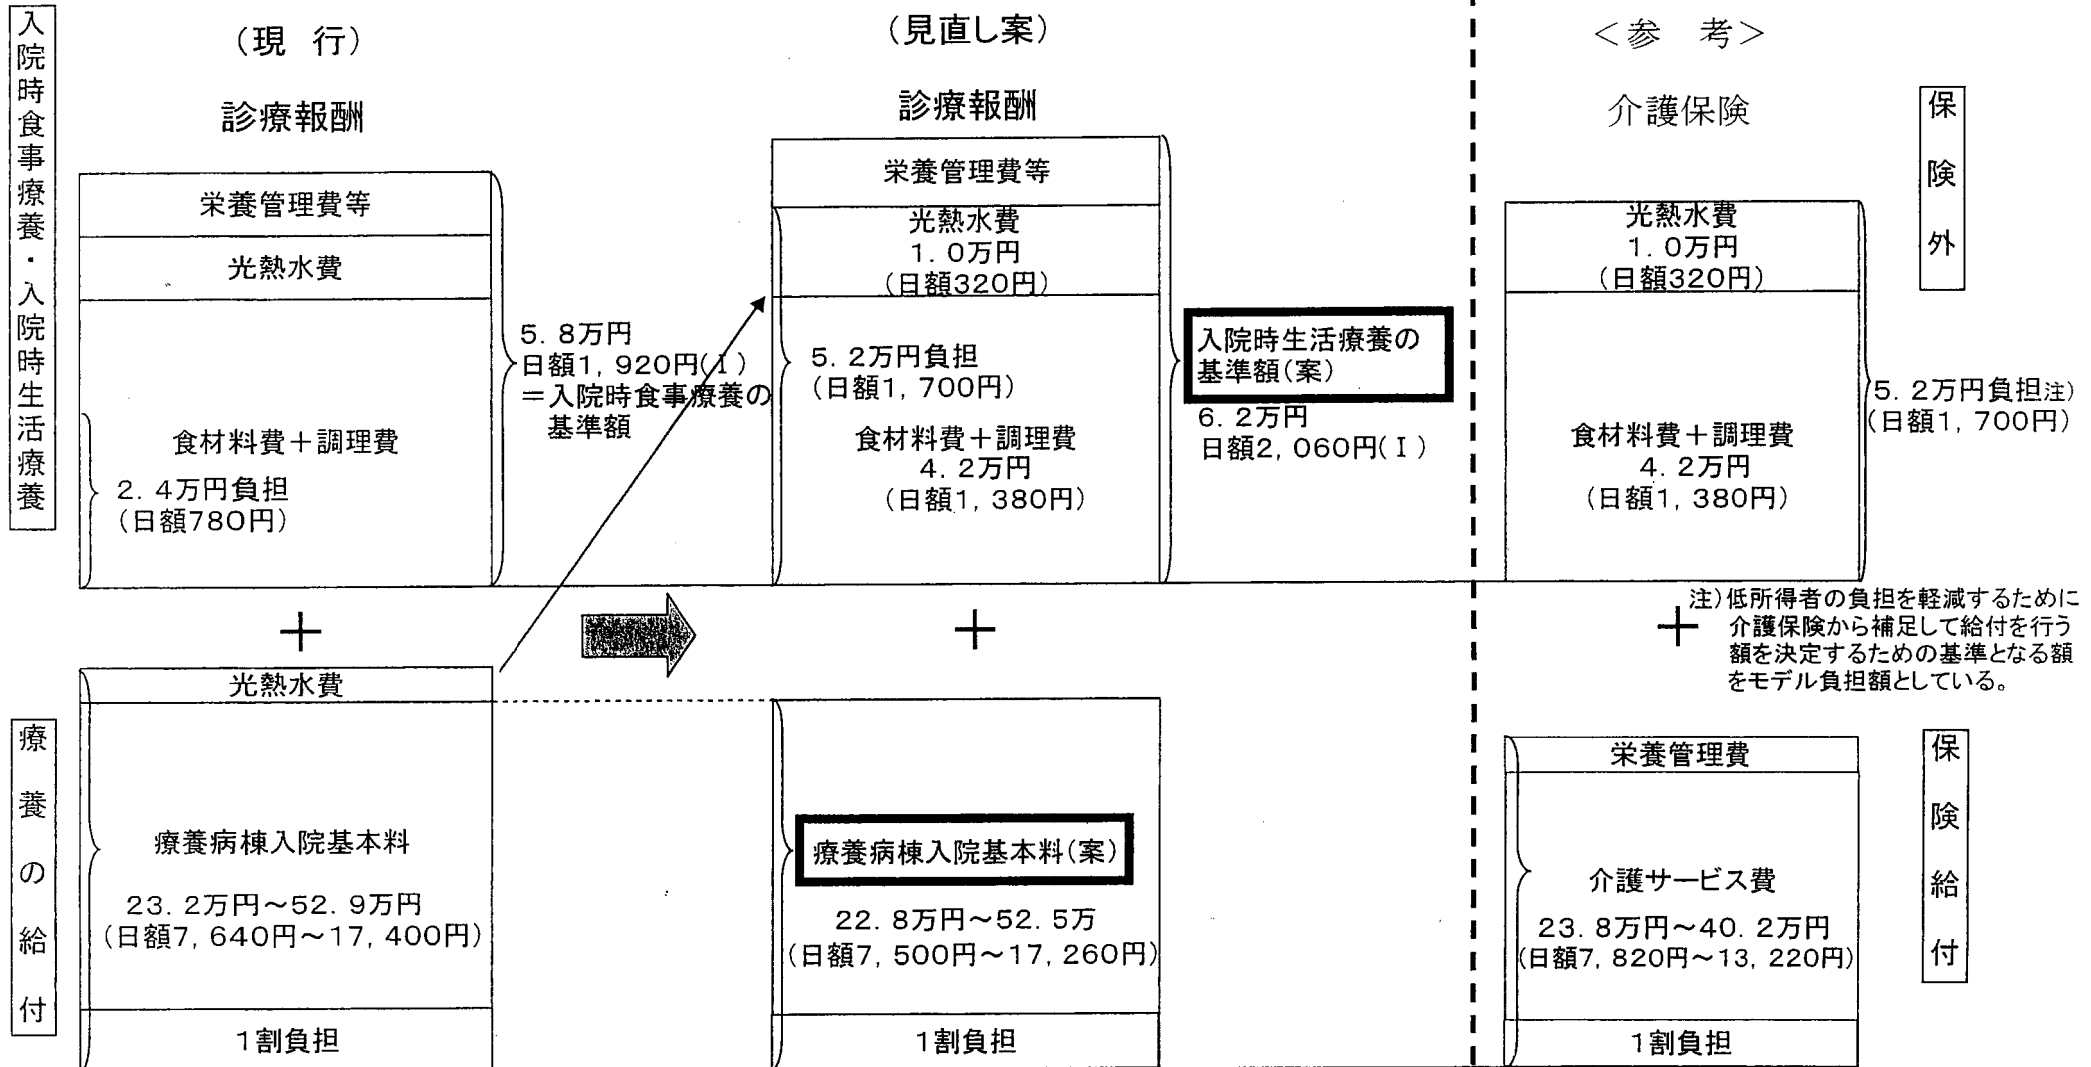 入院時食事療養・入院時生活療養
(現 行)
診療報酬
栄養管理費等
光熱水費
食材料費+調理費
2.4万円負担
(日額780円)
5.8万円
日額1,920円(Ⅰ)
=入院時食事療養の
基準額
+
光熱水費
療養の給付
療養病棟入院基本料
23.2万円~52.9万円
(日額7,640円~17,400円)
1割負担
(見直し案)
診療報酬
栄養管理費等
光熱水費
1.0万円
(日額320円)
5.2万円負担
(日額1,700円)
食材料費+調理費
4.2万円
(日額1,380円)
入院時生活療養の
基準額(案)
6.2万円
日額2,060円(Ⅰ)
+
療養病棟入院基本料(案)
22.8万円~52.5万
(日額7,500円~17,260円)
1割負担
<参 考>
介護保険
保険外
光熱水費
1.0万円
(日額320円)
食材料費+調理費
4.2万円
(日額1,380円)
5.2万円負担注)
(日額1,700円)
+
注)低所得者の負担を軽減するために
介護保険から補足して給付を行う
額を決定するための基準となる額
をモデル負担額としている。
栄養管理費
介護サービス費
23.8万円~40.2万円
(日額7,820円~13,220円)
1割負担
保険給付